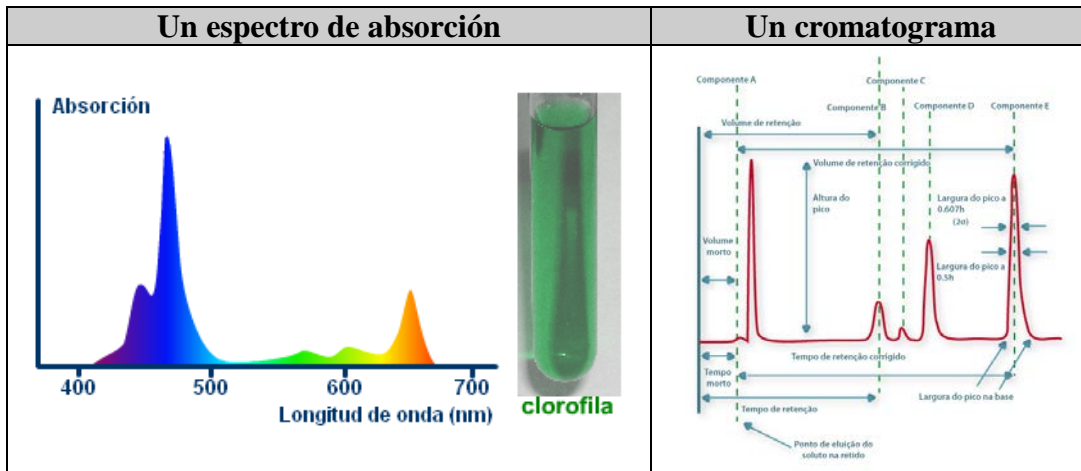 Un espectro de absorción
Un cromatograma
Absorción
400
500
600
700
Longitud de onda (nm)
clorofila
Componente A
Componente C
Componente B
Componente D
Componente E
Volume de retenção
Volume de retenção corrigido
Altura do
pico
Largura do pico a
0.607h
(2σ)
Volume
morto
Largura do pico a
0.5h
Tempo de retenção corrigido
Tempo
morto
Largura do pico na base
Tempo de retenção
Ponto de eluição do
soluto na retido